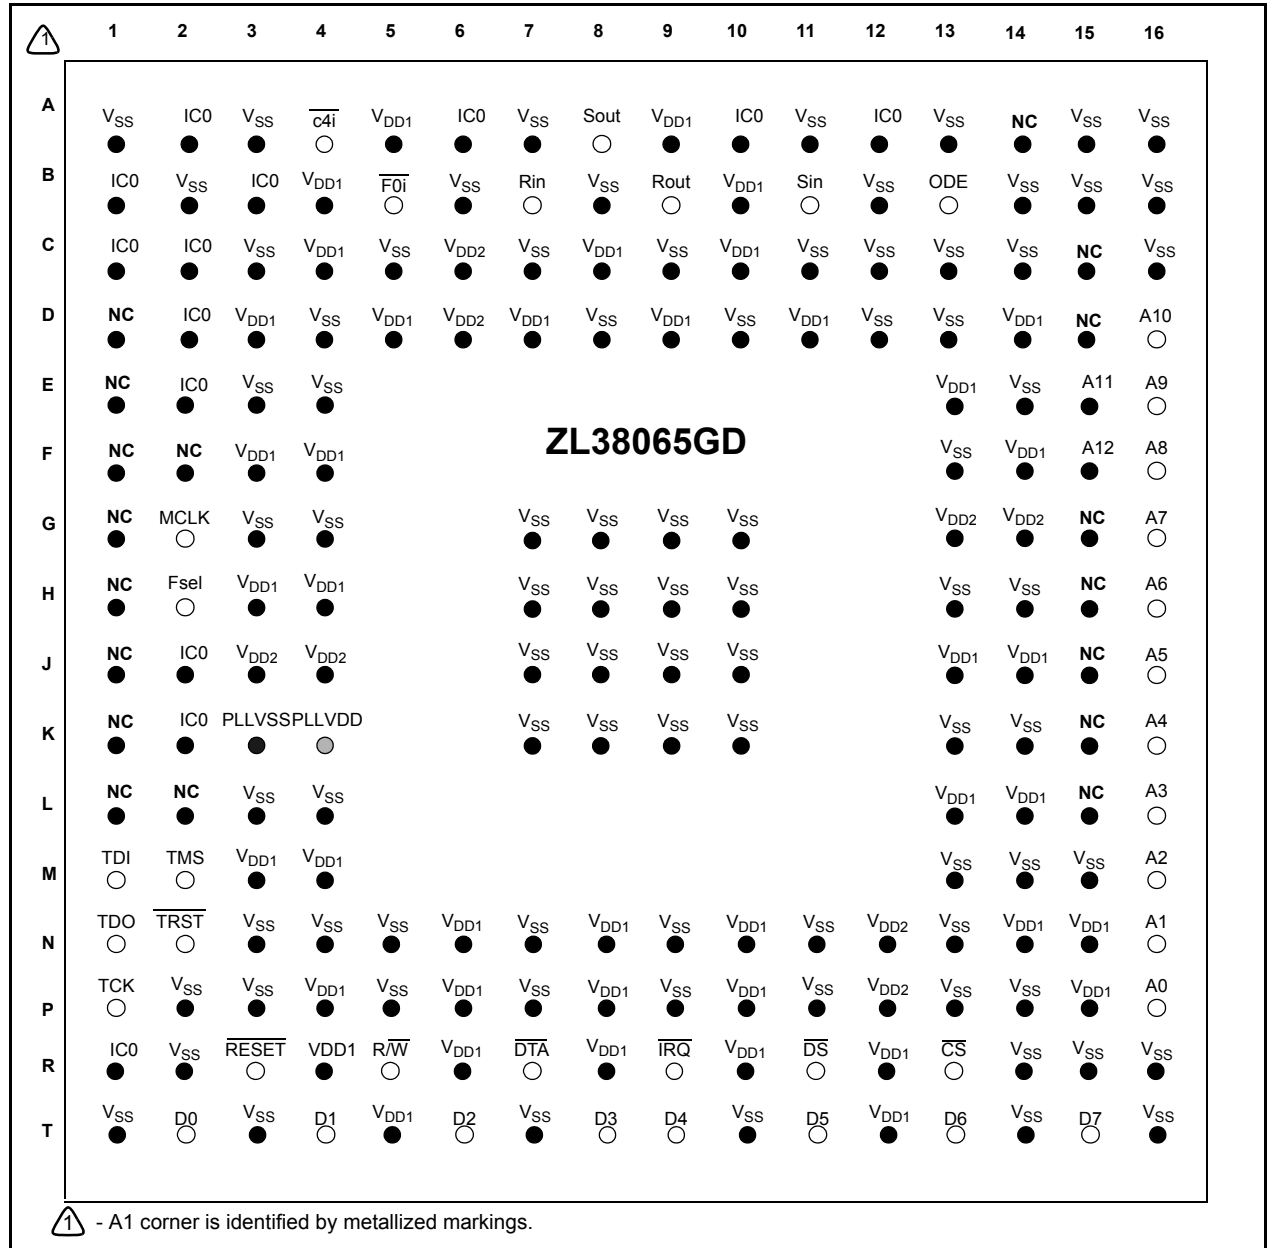 1 1 2 3 4 5 6 7 8 9 10 11 12 13 14 15 16
A VSS IC0 VSS c4i VDD1 IC0 VSS Sout VDD1 IC0 VSS IC0 VSS NC VSS VSS
B IC0 VSS IC0 VDD1 F0i VSS Rin VSS Rout VDD1 Sin VSS ODE VSS VSS VSS
C IC0 IC0 VSS VDD1 VSS VDD2 VSS VDD1 VSS VDD1 VSS VSS VSS VSS NC VSS
D NC IC0 VDD1 VSS VDD1 VDD2 VDD1 VSS VDD1 VSS VDD1 VSS VSS VDD1 NC A10
E NC IC0 VSS VSS VDD1 VSS A11 A9
ZL38065GD
F NC NC VDD1 VDD1 VSS VDD1 A12 A8
G NC MCLK VSS VSS VSS VSS VSS VSS VDD2 VDD2 NC A7
H NC Fsel VDD1 VDD1 VSS VSS VSS VSS VSS VSS NC A6
J NC IC0 VDD2 VDD2 VSS VSS VSS VSS VDD1 VDD1 NC A5
K NC IC0 PLLVSS PLLVDD VSS VSS VSS VSS VSS VSS NC A4
L NC NC VSS VSS VDD1 VDD1 NC A3
M TDI TMS VDD1 VDD1 VSS VSS VSS A2
N TDO TRST VSS VSS VSS VDD1 VSS VDD1 VSS VDD1 VSS VDD2 VSS VDD1 VDD1 A1
P TCK VSS VSS VDD1 VSS VDD1 VSS VDD1 VSS VDD1 VSS VDD2 VSS VSS VDD1 A0
R IC0 VSS RESET VDD1 R/W VDD1 DTA VDD1 IRQ VDD1 DS VDD1 CS VSS VSS VSS
T VSS D0 VSS D1 VDD1 D2 VSS D3 D4 VSS D5 VDD1 D6 VSS D7 VSS
1 - A1 corner is identified by metallized markings.